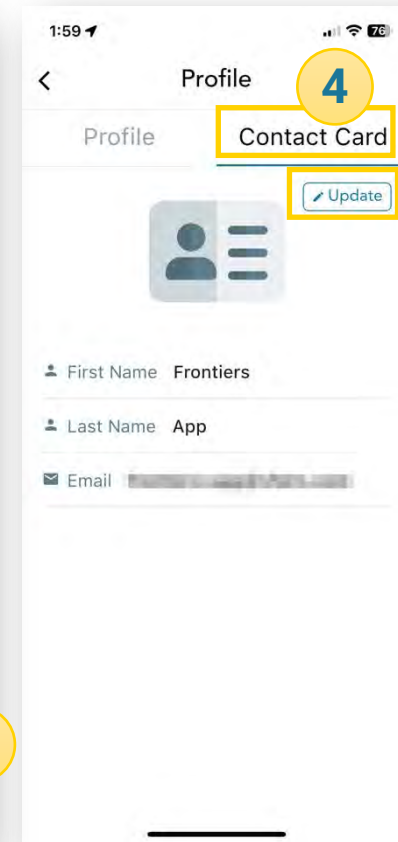 1:59 76
Profile
4
Profile Contact Card
Update
First Name Frontiers
Last Name App
Email